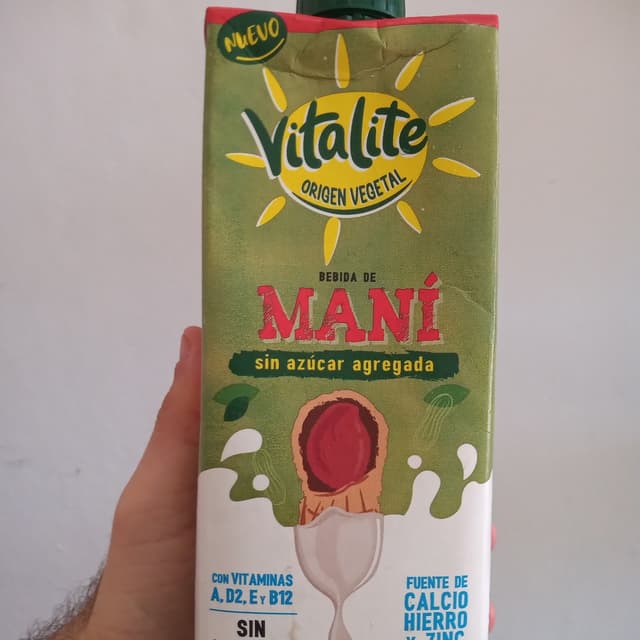 NUEVO
Vitalite
ORIGEN VEGETAL
BEBIDA DE
MANÍ
sin azúcar agregada
CON VITAMINAS
A, D2, E Y B12
SIN
FUENTE DE
CALCIO
HIERRO
Y ZINC